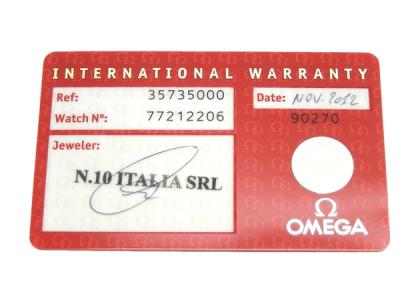 INTERNATIONAL WARRANTY
Ref: 35735000
Date: NOV. 2012
Watch Nº: 77212206
90270
Jeweler:
N.10 ITALIA SRL
Ω
OMEGA